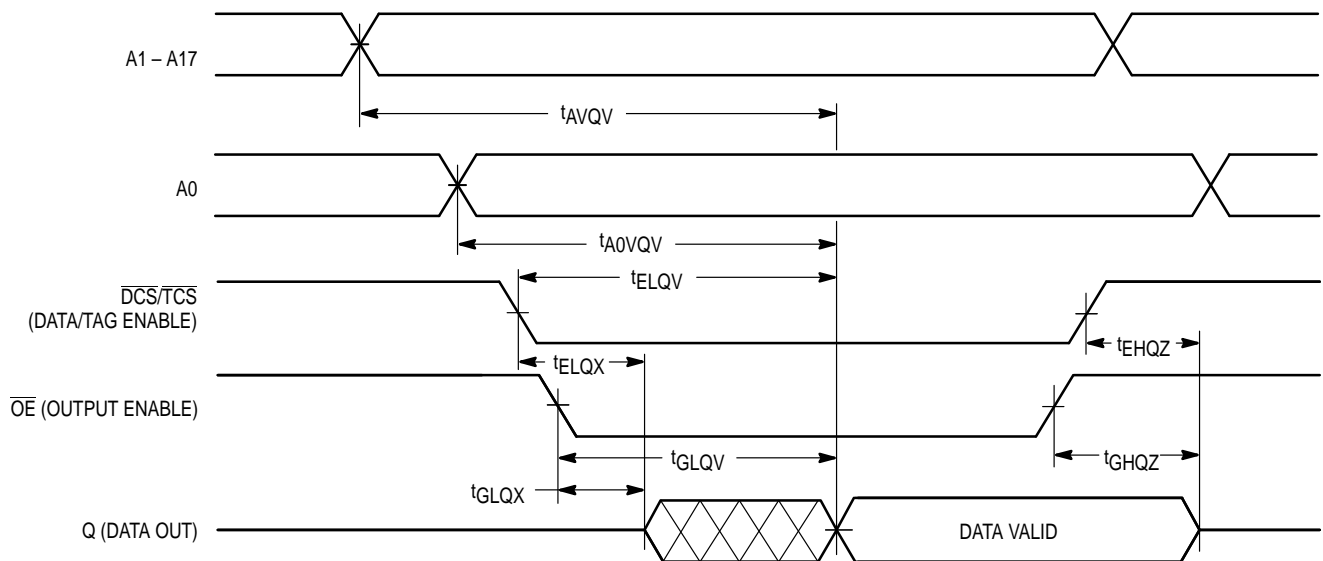 A1 – A17
tAVQV
A0
tA0VQV
tELQV
DCS/TCS
(DATA/TAG ENABLE)
tELQX
tEHQZ
OE (OUTPUT ENABLE)
tGLQV
tGHQZ
tGLQX
Q (DATA OUT)
DATA VALID